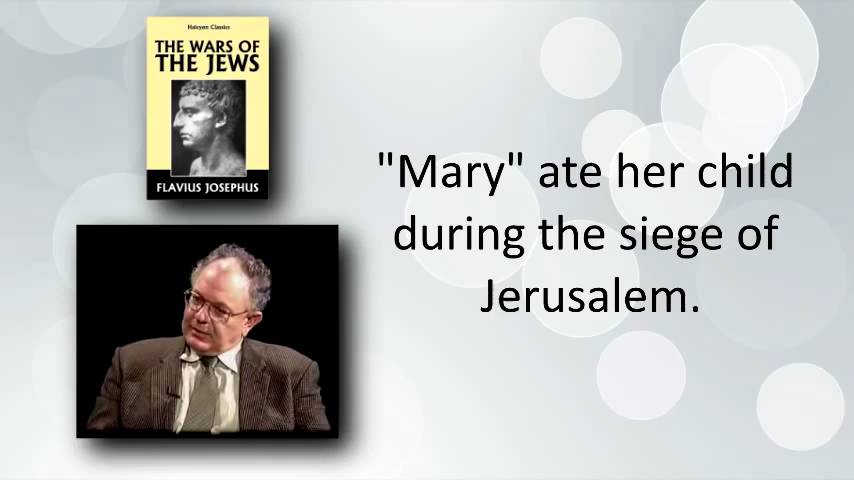 Halcyon Classics
THE WARS OF
THE JEWS
FLAVIUS JOSEPHUS
"Mary" ate her child
during the siege of
Jerusalem.